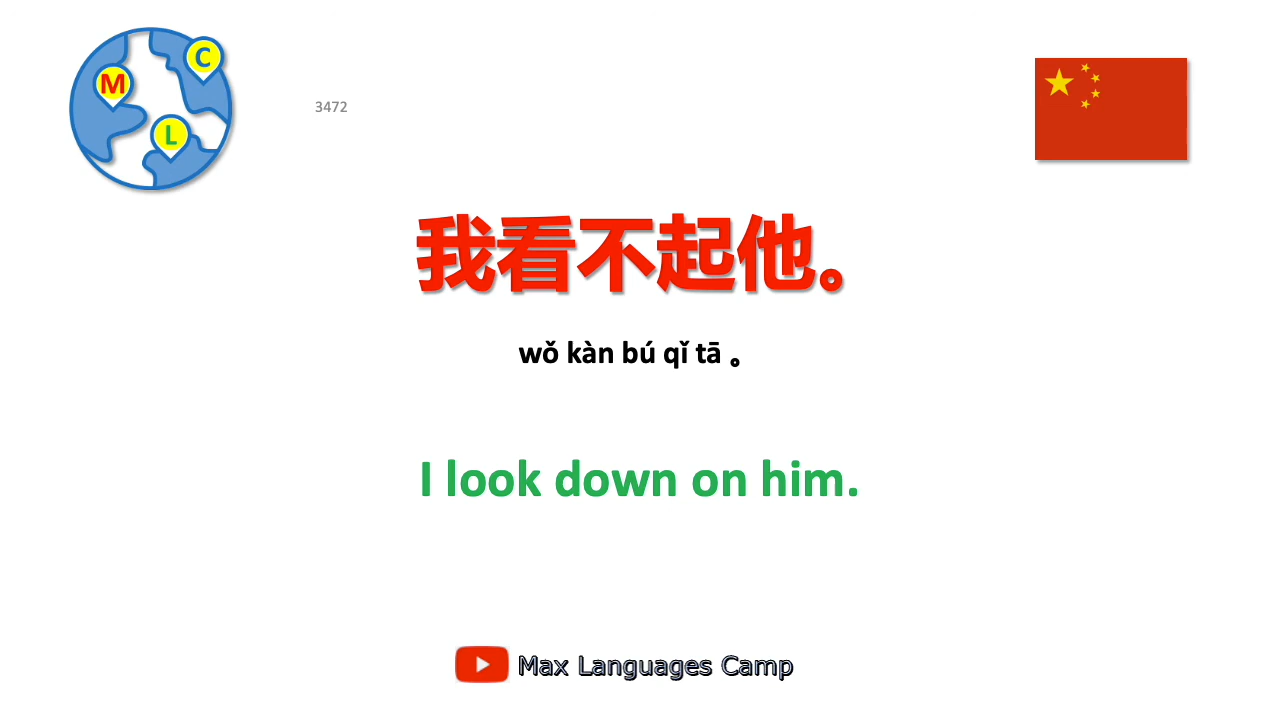 M
C
L
3472
我看不起他。
wǒ kàn bú qǐ tā 。
I look down on him.
Max Languages Camp